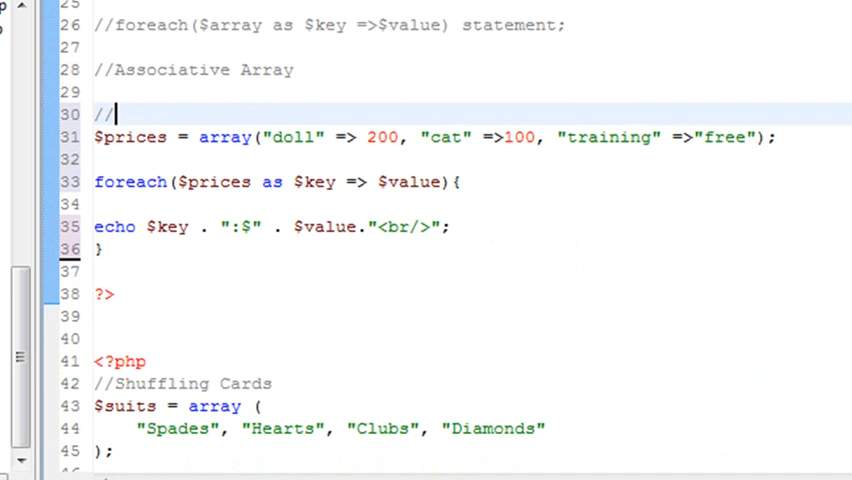 25
26 //foreach($array as $key =>$value) statement;
27
28 //Associative Array
29
30 //
31 $prices = array("doll" => 200, "cat" =>100, "training" =>"free");
32
33 foreach($prices as $key => $value){
34
35 echo $key . ":$" . $value."<br/>";
36 }
37
38 ?>
39
40
41 <?php
42 //Shuffling Cards
43 $suits = array (
44 "Spades", "Hearts", "Clubs", "Diamonds"
45 );